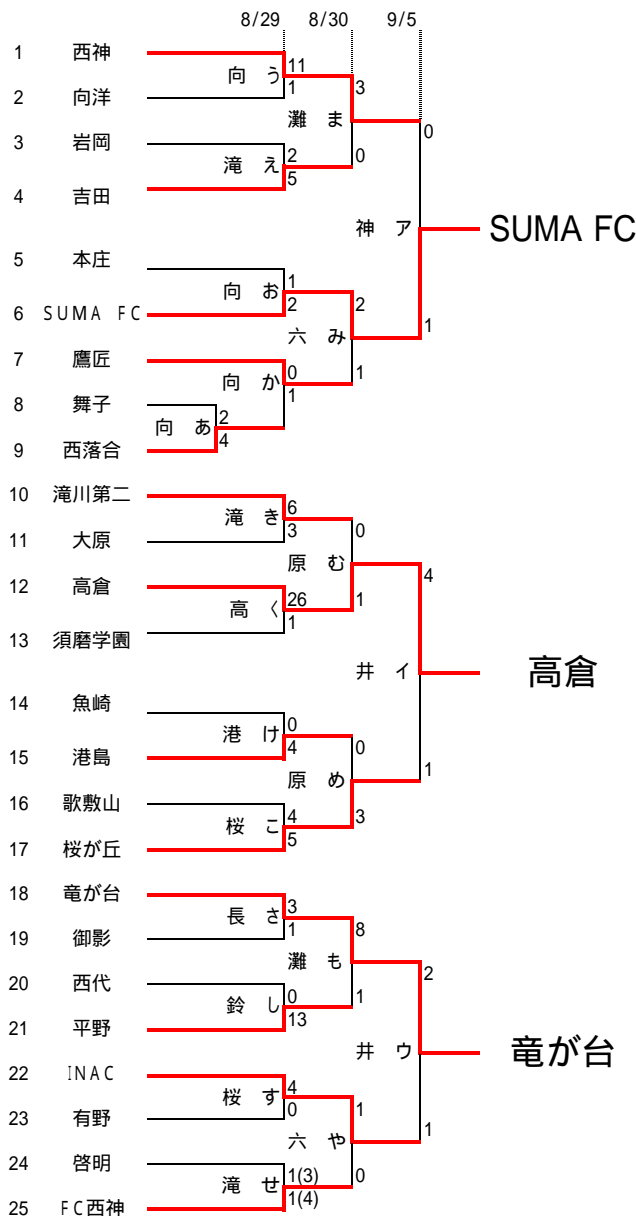 8/29 8/30 9/5
1 西神
向 う 11
1
2 向洋
灘 ま 3
0
3 岩岡
滝 え 2
5
4 吉田
神 ア 0
1
SUMA FC
5 本庄
向 お 1
2
6 SUMA FC
六 み 2
1
7 鷹匠
向 か 0
1
8 舞子
向 あ 2
4
9 西落合
10 滝川第二
滝 き 6
3
11 大原
原 む 0
1
12 高倉
高 く 26
1
13 須磨学園
井 イ 4
1
高倉
14 魚崎
港 け 0
4
15 港島
原 め 0
3
16 歌敷山
桜 こ 4
5
17 桜が丘
18 竜が台
長 さ 3
1
19 御影
灘 も 8
1
20 西代
鈴 し 0
13
21 平野
井 ウ 2
1
竜が台
22 INAC
桜 す 4
0
23 有野
六 や 1
0
24 啓明
滝 せ 1(3)
1(4)
25 FC西神